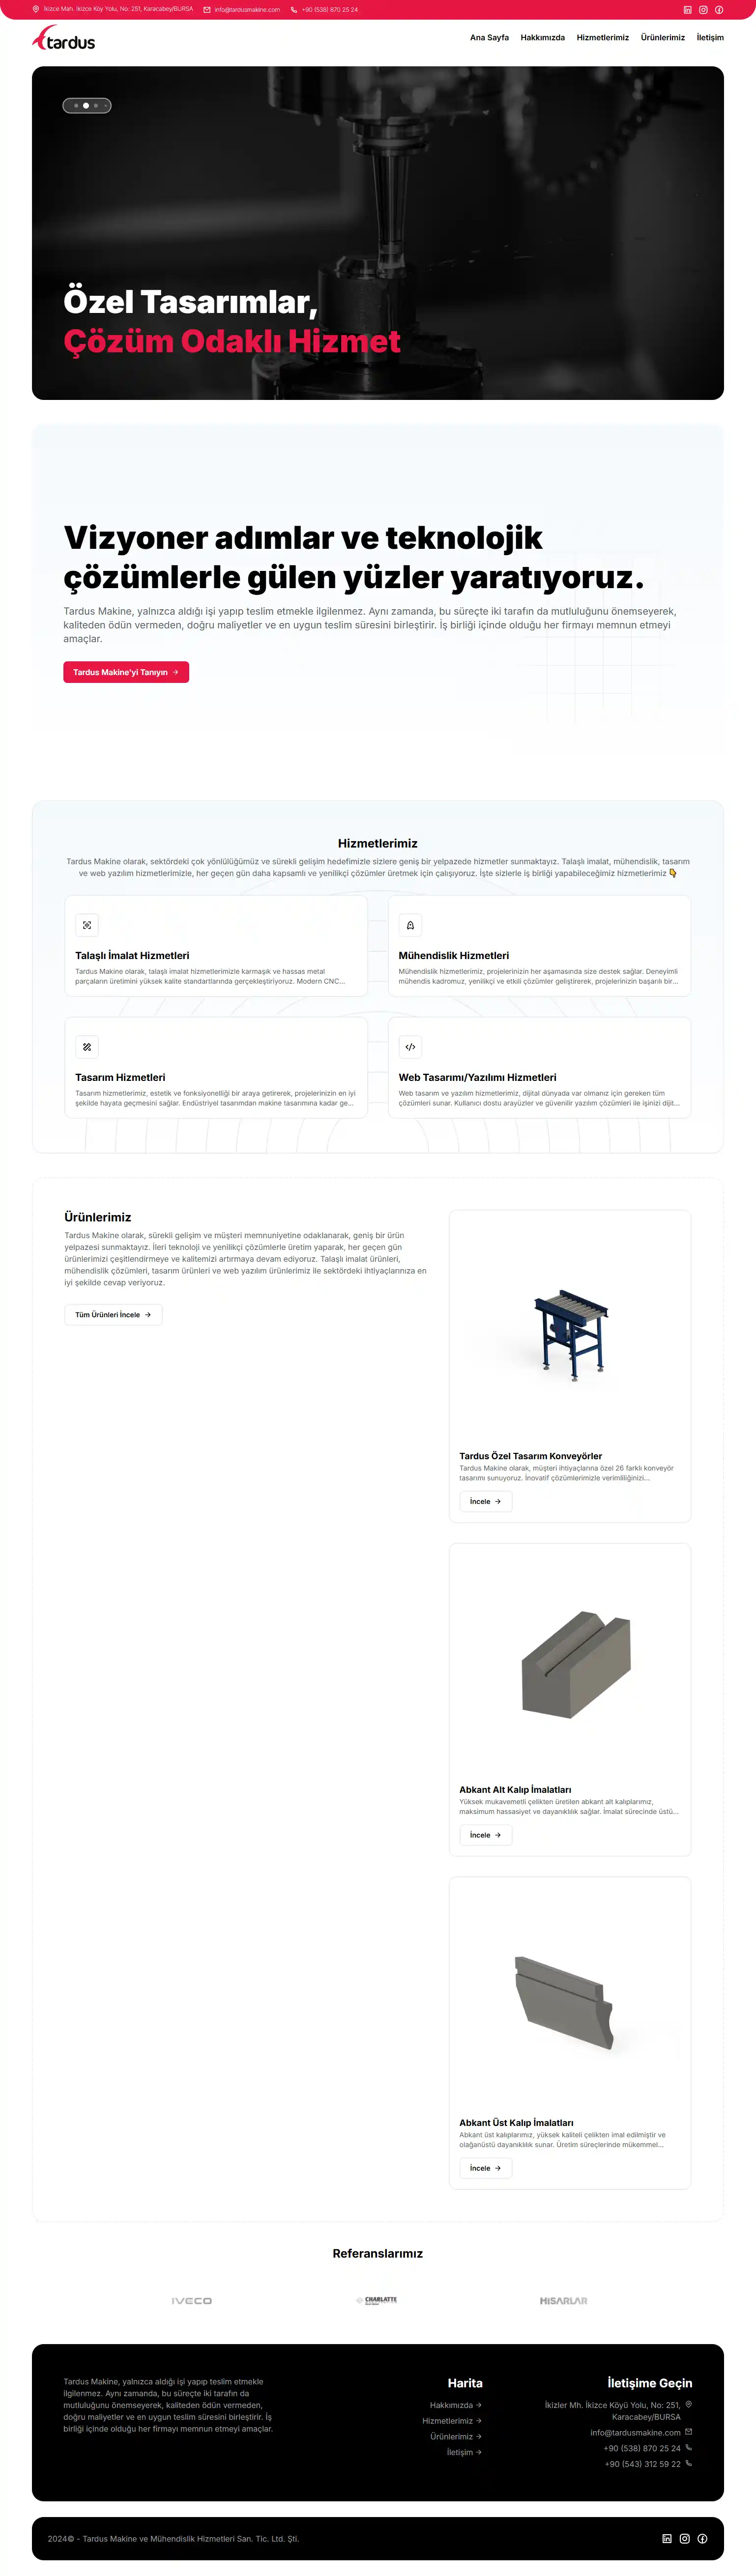 İkizce Mah. İkizce Köy Yolu, No: 251, Karacabey/BURSA
info@tardusmakine.com
+90 (538) 870 25 24
tardus
Ana Sayfa
Hakkımızda
Hizmetlerimiz
Ürünlerimiz
İletişim
Özel Tasarımlar,
Çözüm Odaklı Hizmet
Vizyoner adımlar ve teknolojik
çözümlerle gülen yüzler yaratıyoruz.
Tardus Makine, yalnızca aldığı işi yapıp teslim etmekle ilgilenmez. Aynı zamanda, bu süreçte iki tarafın da mutluluğunu önemseyerek,
kaliteden ödün vermeden, doğru maliyetler ve en uygun teslim süresini birleştirir. İş birliği içinde olduğu her firmayı memnun etmeyi
amaçlar.
Tardus Makine'yi Tanıyın
Hizmetlerimiz
Tardus Makine olarak, sektördeki çok yönlülüğümüz ve sürekli gelişim hedefimizle sizlere geniş bir yelpazede hizmetler sunmaktayız. Talaşlı imalat, mühendislik, tasarım
ve web yazılım hizmetlerimizle, her geçen gün daha kapsamlı ve yenilikçi çözümler üretmek için çalışıyoruz. İşte sizlerle iş birliği yapabileceğimiz hizmetlerimiz 👇
Talaşlı İmalat Hizmetleri
Tardus Makine olarak, talaşlı imalat hizmetlerimizle karmaşık ve hassas metal
parçaların üretimini yüksek kalite standartlarında gerçekleştiriyoruz. Modern CNC...
Mühendislik Hizmetleri
Mühendislik hizmetlerimiz, projelerinizin her aşamasında size destek sağlar. Deneyimli
mühendis kadromuz, yenilikçi ve etkili çözümler geliştirerek, projelerinizin başarılı bir...
Tasarım Hizmetleri
Tasarım hizmetlerimiz, estetik ve fonksiyonelliği bir araya getirerek, projelerinizin en iyi
şekilde hayata geçmesini sağlar. Endüstriyel tasarımdan makine tasarımına kadar ge...
Web Tasarımı/Yazılımı Hizmetleri
Web tasarım ve yazılım hizmetlerimiz, dijital dünyada var olmanız için gereken tüm
çözümleri sunar. Kullanıcı dostu arayüzler ve güvenilir yazılım çözümleri ile işinizi dijit...
Ürünlerimiz
Tardus Makine olarak, sürekli gelişim ve müşteri memnuniyetine odaklanarak, geniş bir ürün
yelpazesi sunmaktayız. İleri teknoloji ve yenilikçi çözümlerle üretim yaparak, her geçen gün
ürünlerimizi çeşitlendirmeye ve kalitemizi artırmaya devam ediyoruz. Talaşlı imalat ürünleri,
mühendislik çözümleri, tasarım ürünleri ve web yazılım ürünlerimiz ile sektördeki ihtiyaçlarınıza en
iyi şekilde cevap veriyoruz.
Tüm Ürünleri İncele
Tardus Özel Tasarım Konveyörler
Tardus Makine olarak, müşteri ihtiyaçlarına özel 26 farklı konveyör
tasarımı sunuyoruz. İnovatif çözümlerimizle verimliliğinizi...
İncele
Abkant Alt Kalıp İmalatları
Yüksek mukavemetli çelikten üretilen abkant alt kalıplarımız,
maksimum hassasiyet ve dayanıklılık sağlar. İmalat sürecinde üstü...
İncele
Abkant Üst Kalıp İmalatları
Abkant üst kalıplarımız, yüksek kaliteli çelikten imal edilmiştir ve
olağanüstü dayanıklılık sunar. Üretim süreçlerinde mükemmel...
İncele
Referanslarımız
IVECO
CHARLATTE
HİSARLAR
Tardus Makine, yalnızca aldığı işi yapıp teslim etmekle
ilgilenmez. Aynı zamanda, bu süreçte iki tarafın da
mutluluğunu önemseyerek, kaliteden ödün vermeden,
doğru maliyetler ve en uygun teslim süresini birleştirir. İş
birliği içinde olduğu her firmayı memnun etmeyi amaçlar.
Harita
Hakkımızda
Hizmetlerimiz
Ürünlerimiz
İletişim
İletişime Geçin
İkizler Mh. İkizce Köyü Yolu, No: 251,
Karacabey/BURSA
info@tardusmakine.com
+90 (538) 870 25 24
+90 (543) 312 59 22
2024© - Tardus Makine ve Mühendislik Hizmetleri San. Tic. Ltd. Şti.